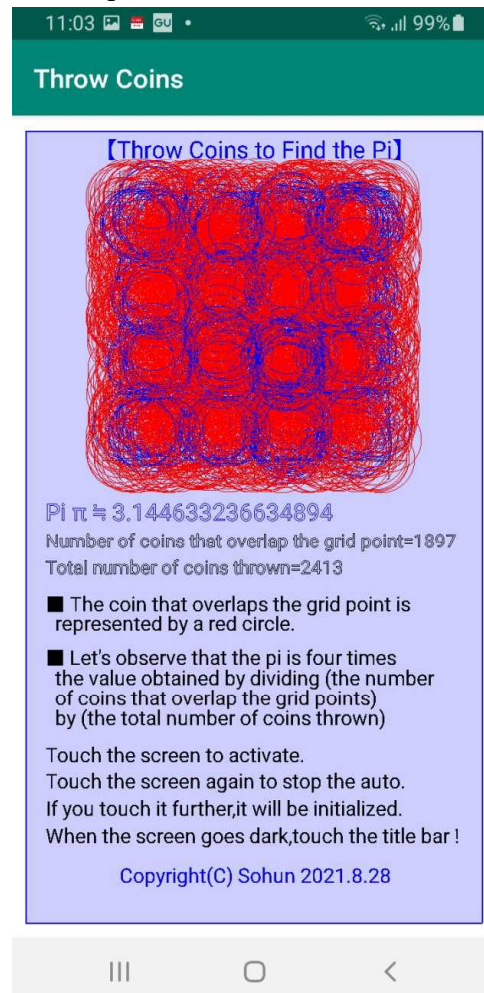 11:03 GU • 99%
Throw Coins
【Throw Coins to Find the Pi】
Pi π ≒ 3.144633236634894
Number of coins that overlap the grid point=1897
Total number of coins thrown=2413
■ The coin that overlaps the grid point is
represented by a red circle.
■ Let's observe that the pi is four times
the value obtained by dividing (the number
of coins that overlap the grid points)
by (the total number of coins thrown)
Touch the screen to activate.
Touch the screen again to stop the auto.
If you touch it further,it will be initialized.
When the screen goes dark,touch the title bar !
Copyright(C) Sohun 2021.8.28